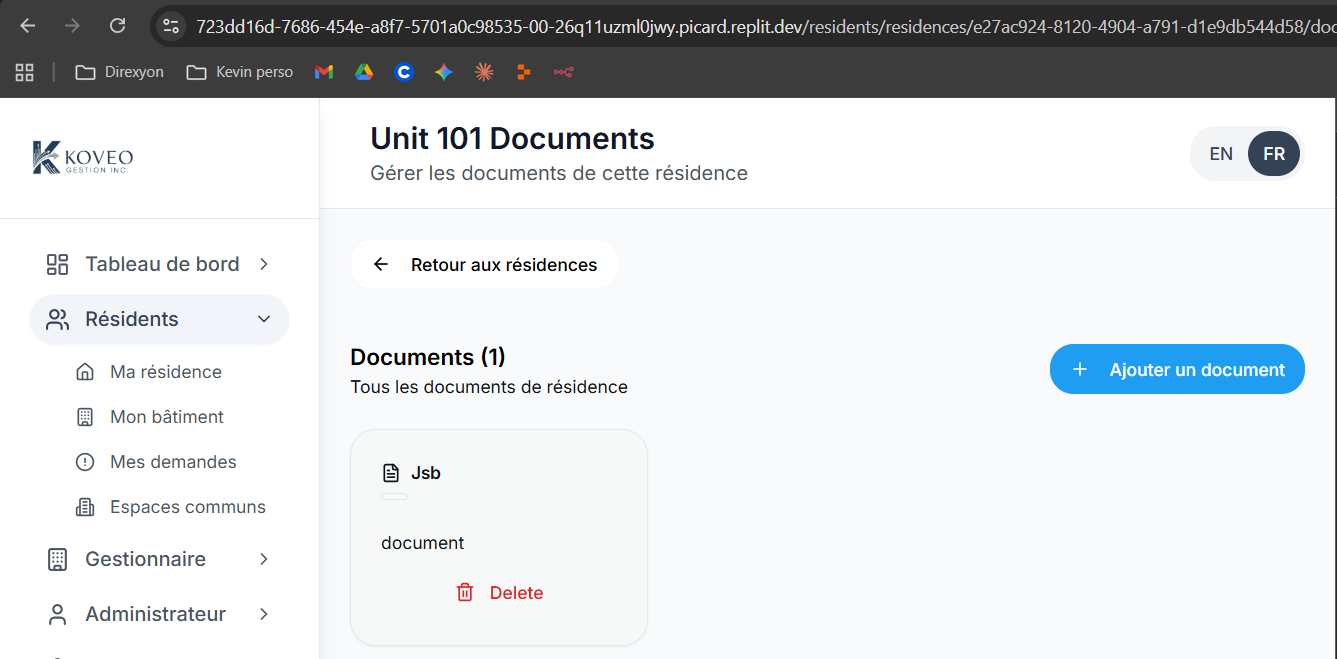 723dd16d-7686-454e-a8f7-5701a0c98535-00-26q11uzml0jwy.picard.replit.dev/residents/residences/e27ac924-8120-4904-a791-d1e9db544d58/doc
Direxyon
Kevin perso
KOVEO
GESTION INC.
Unit 101 Documents
Gérer les documents de cette résidence
EN
FR
Tableau de bord
Résidents
Ma résidence
Mon bâtiment
Mes demandes
Espaces communs
Gestionnaire
Administrateur
Retour aux résidences
Documents (1)
Tous les documents de résidence
Ajouter un document
Jsb
document
Delete